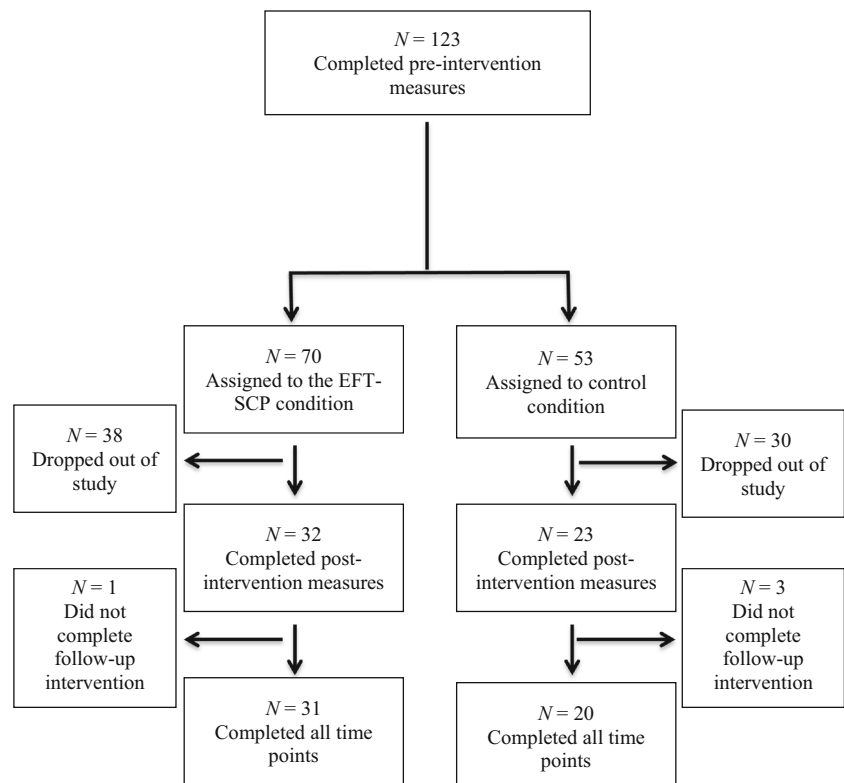 N = 123
Completed pre-intervention
measures
N = 70
Assigned to the EFT-
SCP condition
N = 53
Assigned to control
condition
N = 38
Dropped out of
study
N = 30
Dropped out of
study
N = 32
Completed post-
intervention measures
N = 23
Completed post-
intervention measures
N = 1
Did not
complete
follow-up
intervention
N = 3
Did not
complete
follow-up
intervention
N = 31
Completed all time
points
N = 20
Completed all time
points